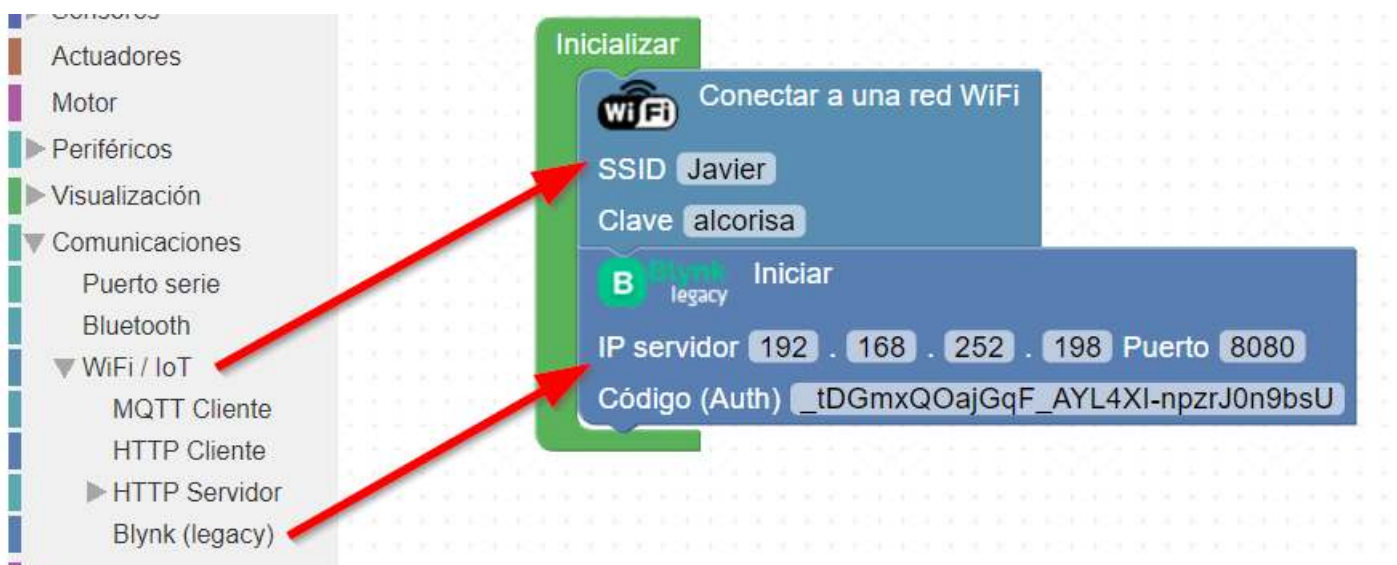 Sensores
Actuadores
Motor
Periféricos
Visualización
Comunicaciones
Puerto serie
Bluetooth
WiFi / IoT
MQTT Cliente
HTTP Cliente
HTTP Servidor
Blynk (legacy)
Inicializar
WiFi Conectar a una red WiFi
SSID Javier
Clave alcorisa
B Blynk legacy Iniciar
IP servidor 192 . 168 . 252 . 198 Puerto 8080
Código (Auth) _tDGmxQOajGqF_AYL4XI-npzrJ0n9bsU